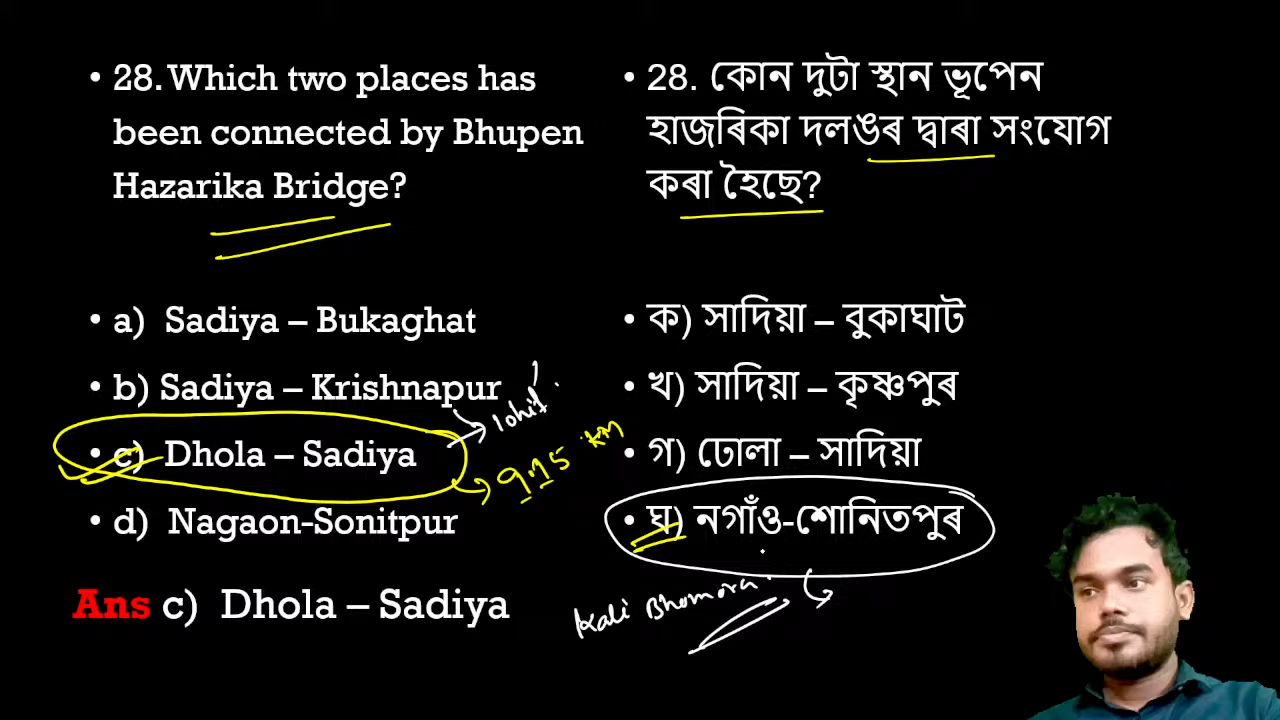 28. Which two places has
been connected by Bhupen
Hazarika Bridge?
a) Sadiya – Bukaghat
b) Sadiya – Krishnapur
c) Dhola – Sadiya
d) Nagaon-Sonitpur
Ans c) Dhola – Sadiya
lohit
9.15 km
28. কোন দুটা স্থান ভূপেন
হাজৰিকা দলঙৰ দ্বাৰা সংযোগ
কৰা হৈছে?
ক) সাদিয়া – বুকাঘাট
খ) সাদিয়া – কৃষ্ণপুৰ
গ) ঢোলা – সাদিয়া
ঘ) নগাঁও-শোনিতপুৰ
Kali Bhomora